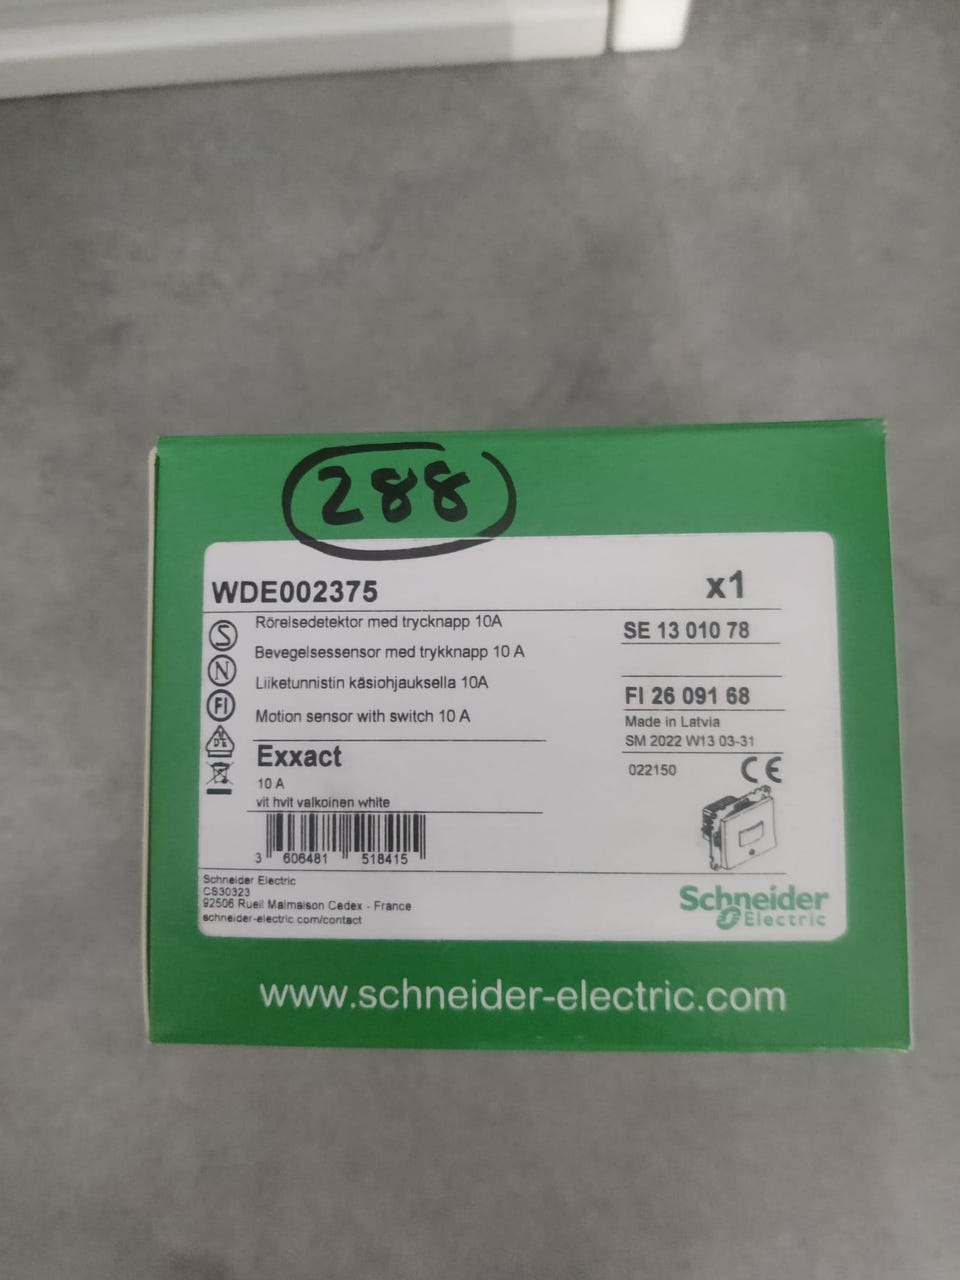 288
WDE002375 x1
Rörelsedetektor med trycknapp 10A
Bevegelsessensor med trykknapp 10 A
Liiketunnistin käsiohjauksella 10A
Motion sensor with switch 10 A
S
N
FI
SE 13 010 78
FI 26 091 68
Made in Latvia
SM 2022 W13 03-31
022150 CE
Exxact
10 A
vit hvit valkoinen white
3 606481 518415
Schneider Electric
CS30323
92506 Rueil Malmaison Cedex - France
schneider-electric.com/contact
Schneider
Electric
www.schneider-electric.com